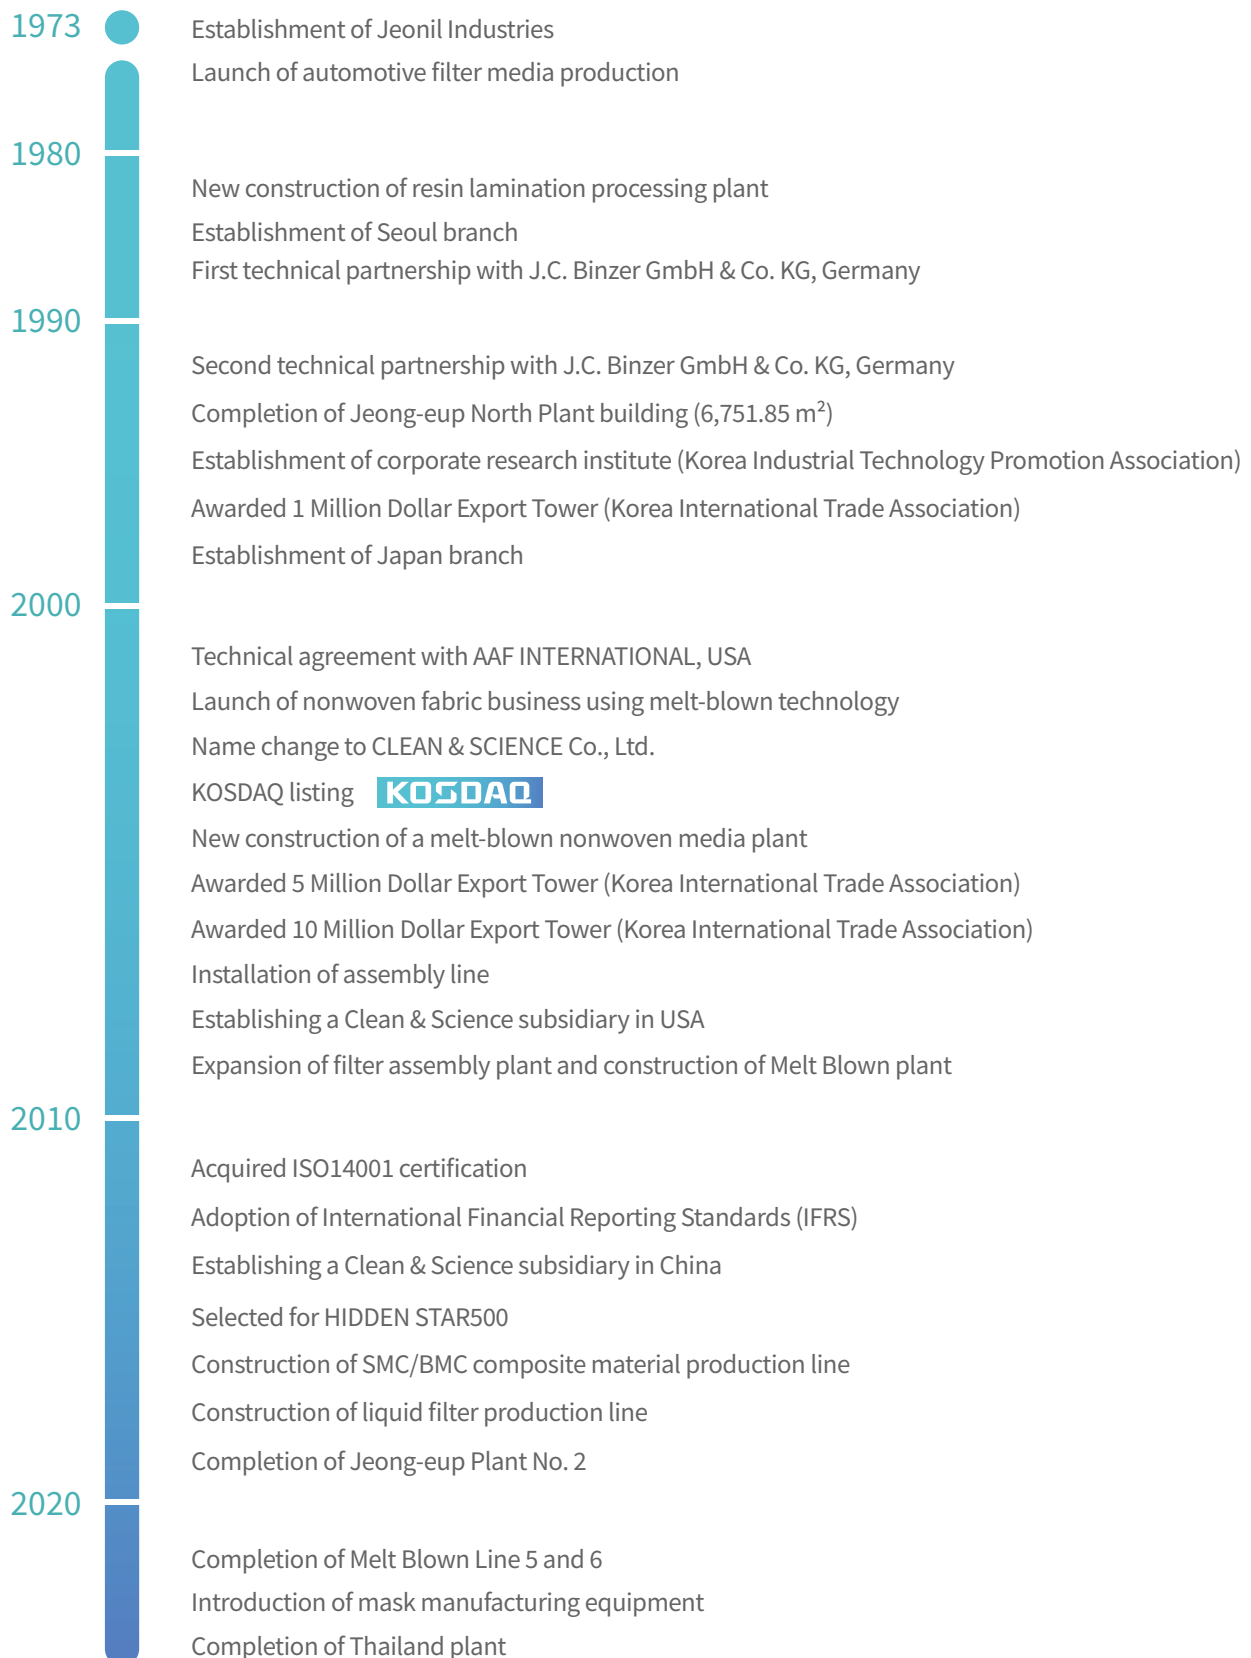 1973
Establishment of Jeonil Industries
Launch of automotive filter media production
1980
New construction of resin lamination processing plant
Establishment of Seoul branch
First technical partnership with J.C. Binzer GmbH & Co. KG, Germany
1990
Second technical partnership with J.C. Binzer GmbH & Co. KG, Germany
Completion of Jeong-eup North Plant building (6,751.85 m²)
Establishment of corporate research institute (Korea Industrial Technology Promotion Association)
Awarded 1 Million Dollar Export Tower (Korea International Trade Association)
Establishment of Japan branch
2000
Technical agreement with AAF INTERNATIONAL, USA
Launch of nonwoven fabric business using melt-blown technology
Name change to CLEAN & SCIENCE Co., Ltd.
KOSDAQ listing KOSDAQ
New construction of a melt-blown nonwoven media plant
Awarded 5 Million Dollar Export Tower (Korea International Trade Association)
Awarded 10 Million Dollar Export Tower (Korea International Trade Association)
Installation of assembly line
Establishing a Clean & Science subsidiary in USA
Expansion of filter assembly plant and construction of Melt Blown plant
2010
Acquired ISO14001 certification
Adoption of International Financial Reporting Standards (IFRS)
Establishing a Clean & Science subsidiary in China
Selected for HIDDEN STAR500
Construction of SMC/BMC composite material production line
Construction of liquid filter production line
Completion of Jeong-eup Plant No. 2
2020
Completion of Melt Blown Line 5 and 6
Introduction of mask manufacturing equipment
Completion of Thailand plant